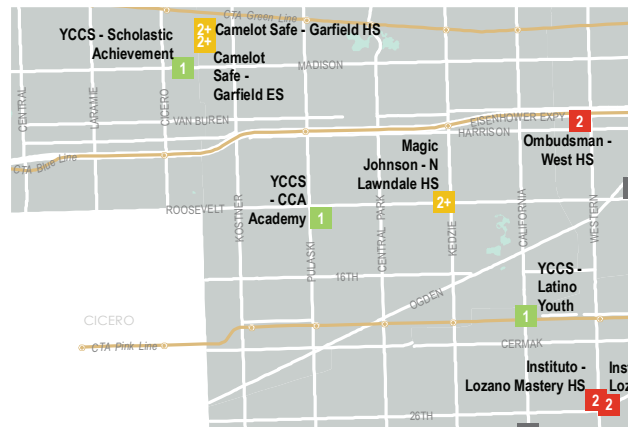 CTA Green Line
YCCS - Scholastic
Achievement
1
2+
2+
Camelot Safe - Garfield HS
Camelot
Safe -
Garfield ES
MADISON
CENTRAL
LARAMIE
CICERO
VAN BUREN
EISENHOWER EXPY
HARRISON
2
Ombudsman -
West HS
CTA Blue Line
Magic
Johnson - N
Lawndale HS
2+
YCCS
- CCA
Academy
1
ROOSEVELT
KOSTNER
PULASKI
CENTRAL PARK
KEDZIE
CALIFORNIA
WESTERN
16TH
OGDEN
YCCS -
Latino
Youth
1
CICERO
CTA Pink Line
CERMAK
Instituto -
Lozano Mastery HS
2
2
26TH